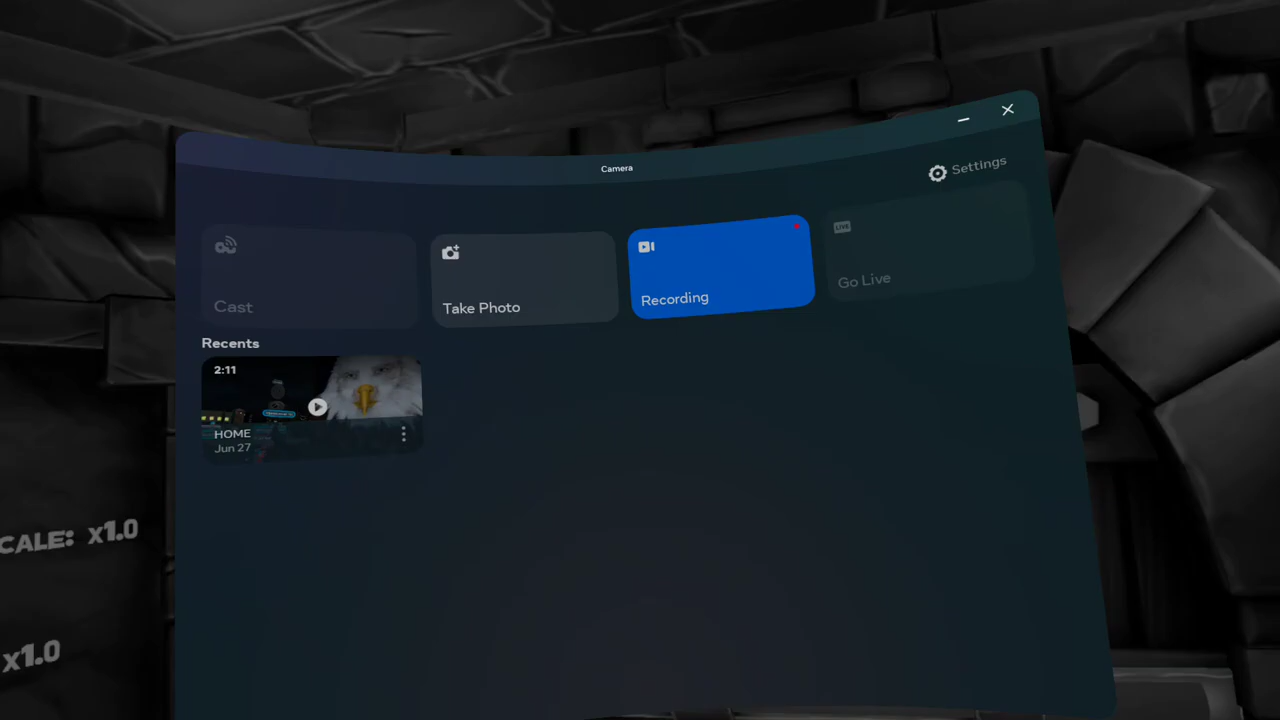 Camera
Settings
Cast
Take Photo
Recording
LIVE
Go Live
Recents
2:11
HOME
Jun 27
CALE: x1.0
x1.0